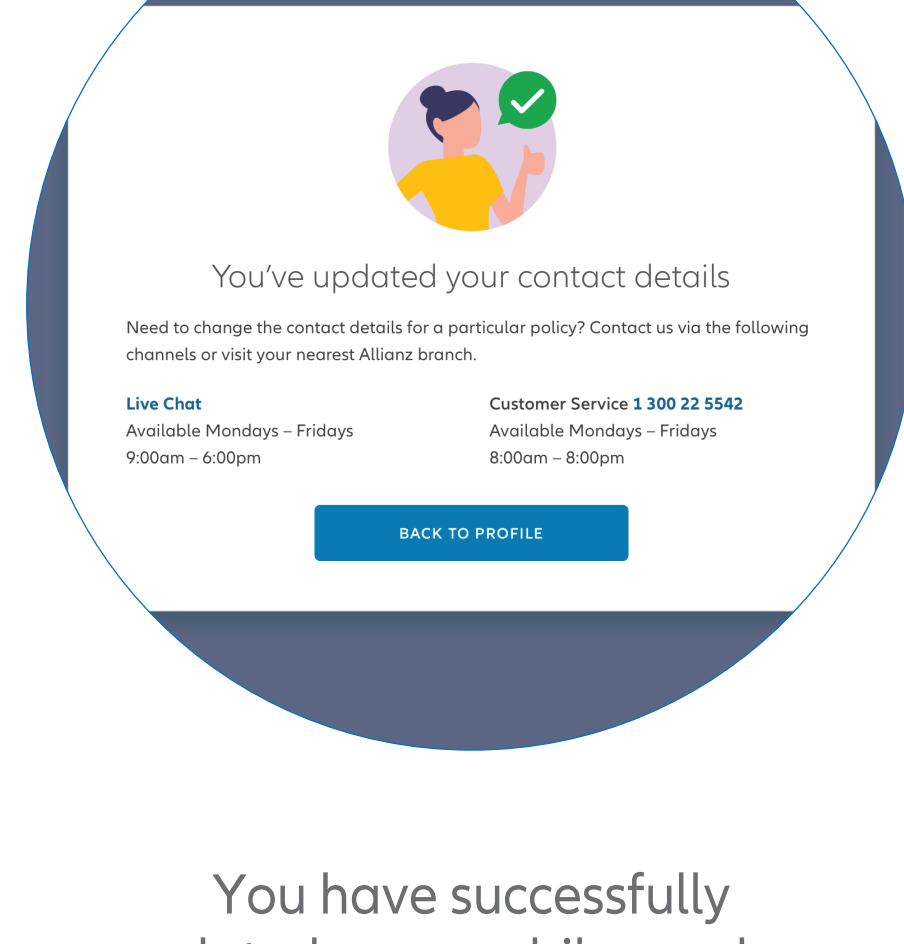 You've updated your contact details
Need to change the contact details for a particular policy? Contact us via the following
channels or visit your nearest Allianz branch.
Live Chat
Available Mondays – Fridays
9:00am – 6:00pm
Customer Service 1 300 22 5542
Available Mondays – Fridays
8:00am – 8:00pm
BACK TO PROFILE
You have successfully